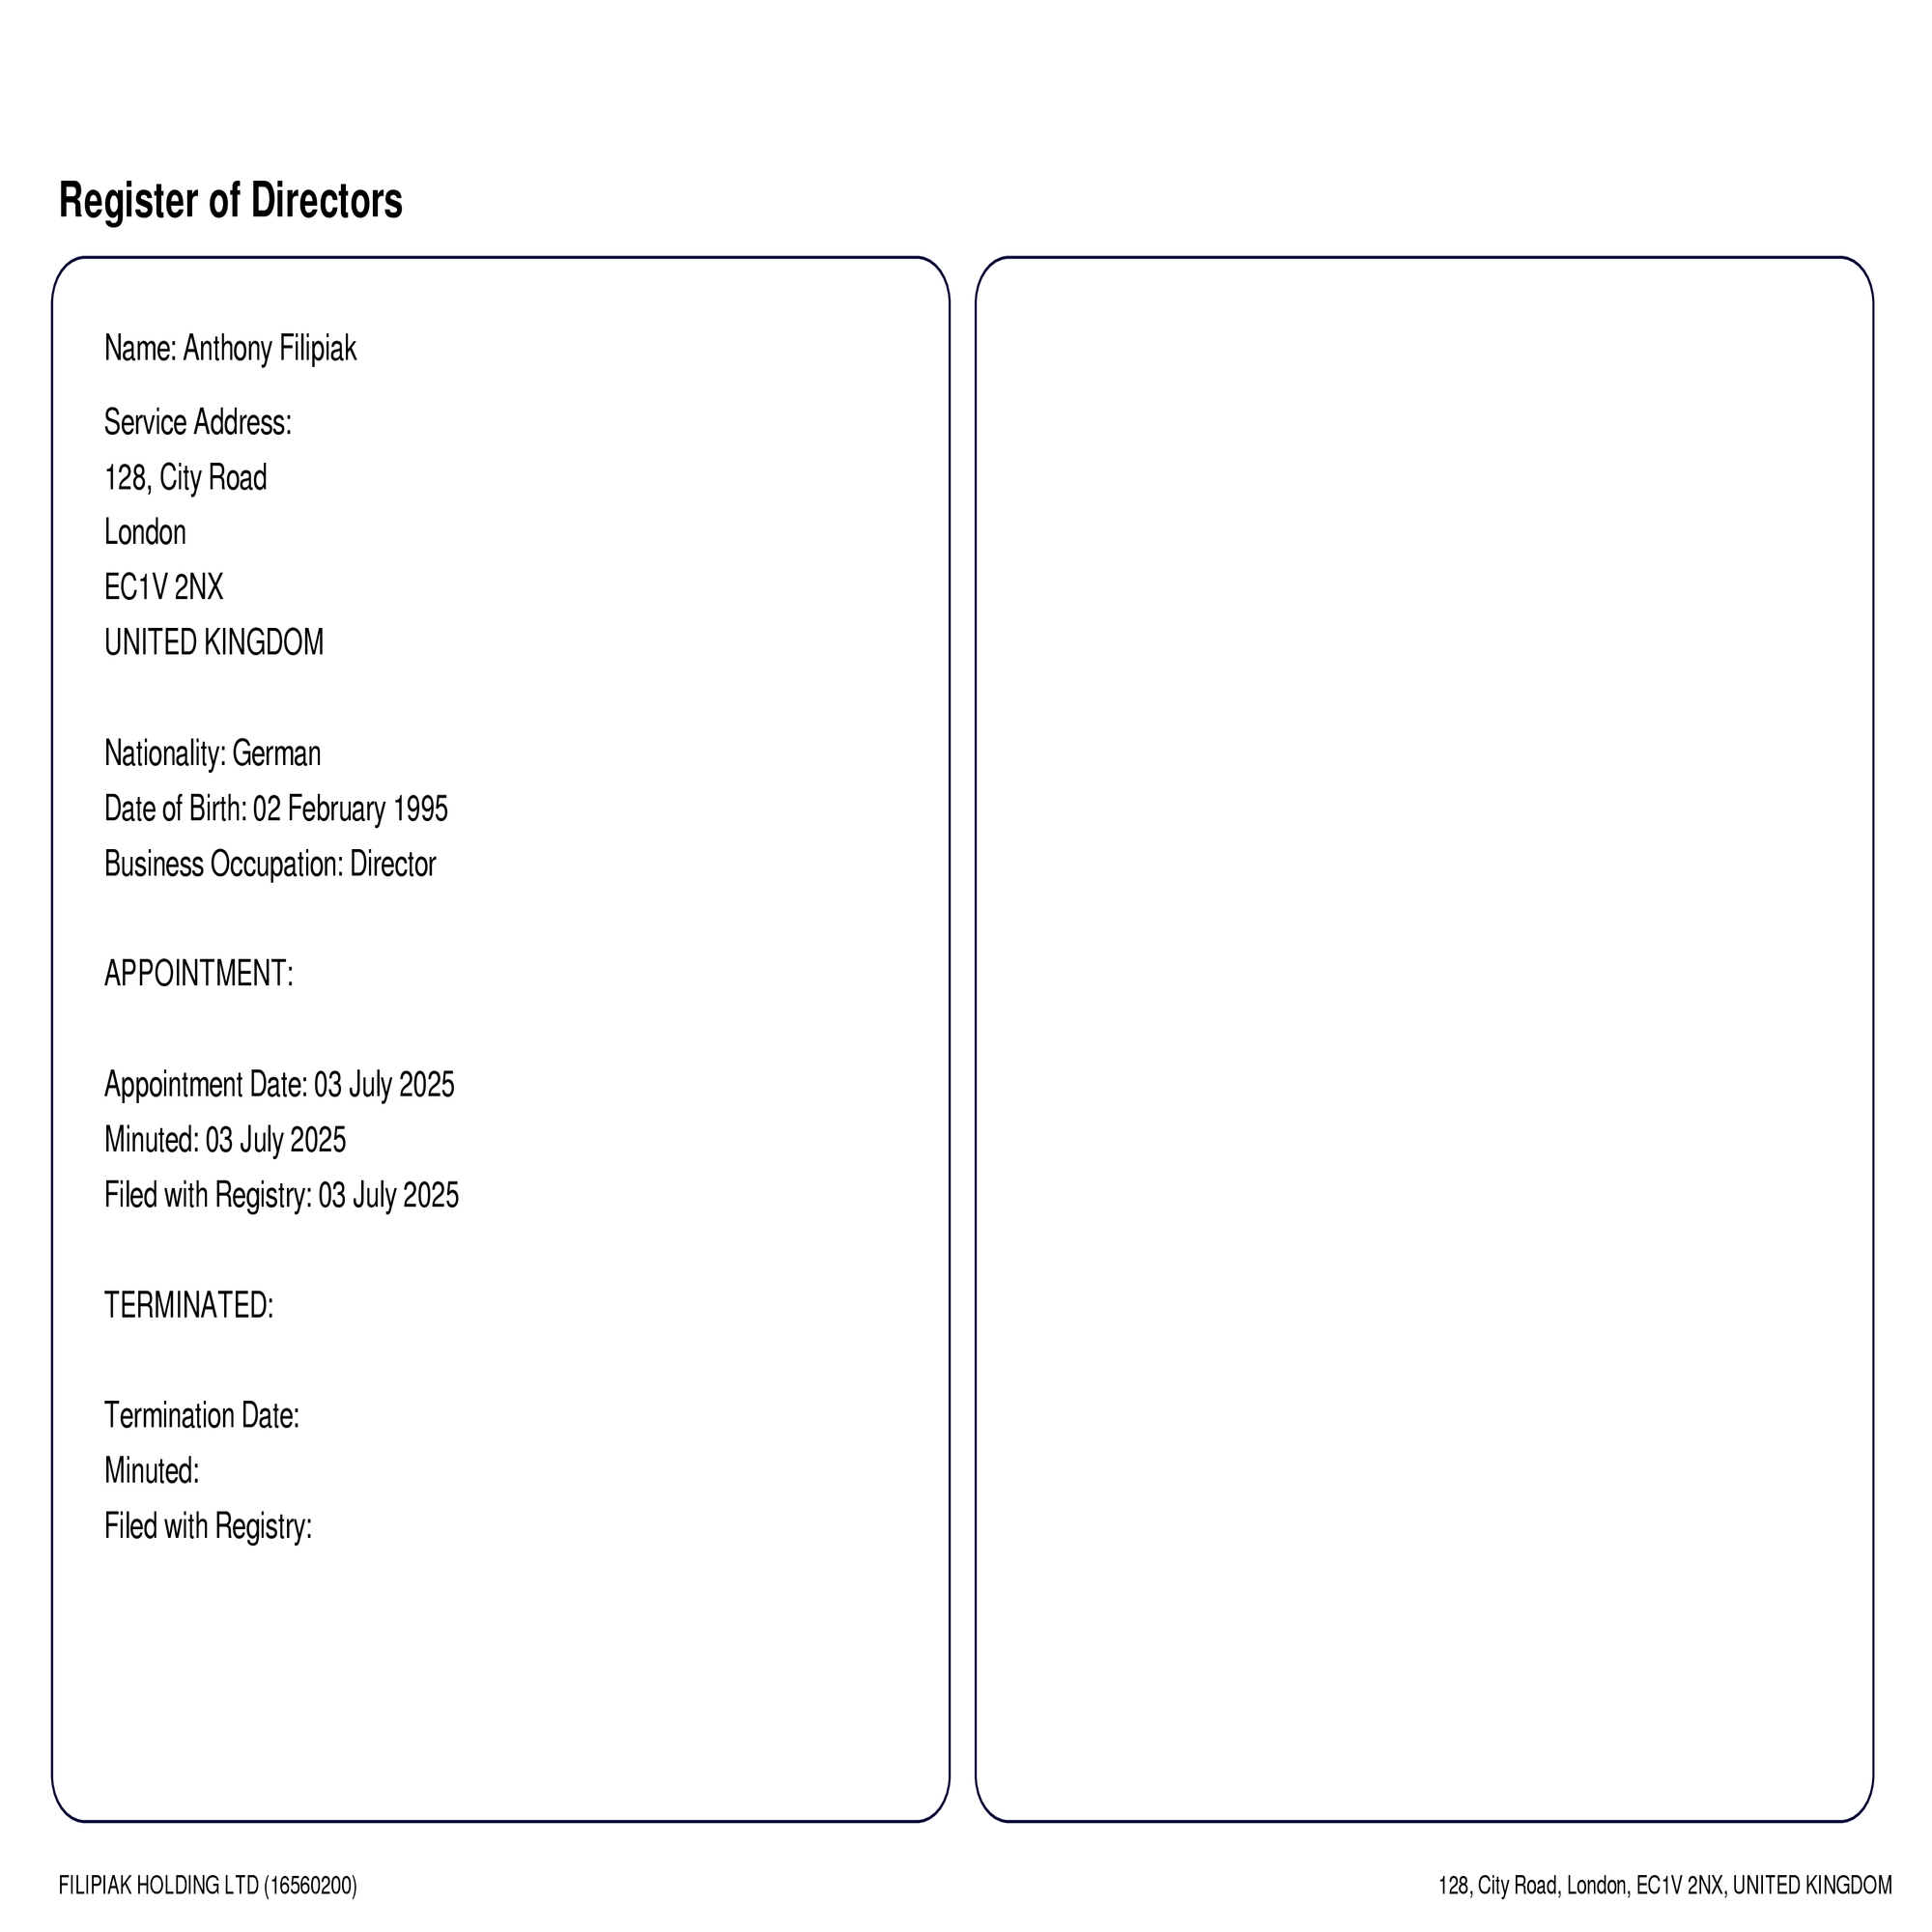 Register of Directors
Name: Anthony Filipiak
Service Address:
128, City Road
London
EC1V 2NX
UNITED KINGDOM
Nationality: German
Date of Birth: 02 February 1995
Business Occupation: Director
APPOINTMENT:
Appointment Date: 03 July 2025
Minuted: 03 July 2025
Filed with Registry: 03 July 2025
TERMINATED:
Termination Date:
Minuted:
Filed with Registry:
FILIPIAK HOLDING LTD (16560200)
128, City Road, London, EC1V 2NX, UNITED KINGDOM